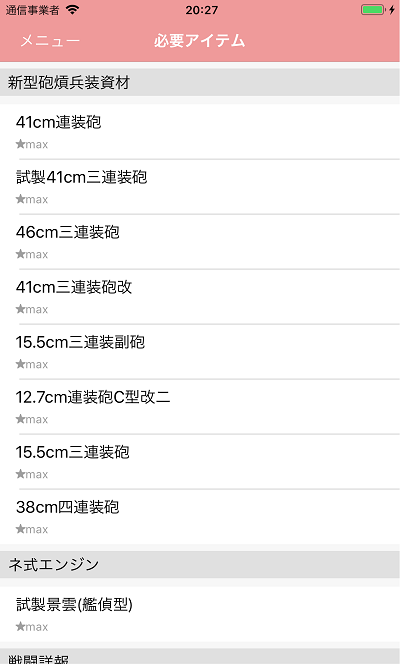 通信事業者 20:27
メニュー 必要アイテム
新型砲熕兵装資材
41cm連装砲
★max
試製41cm三連装砲
★max
46cm三連装砲
★max
41cm三連装砲改
★max
15.5cm三連装副砲
★max
12.7cm連装砲C型改二
★max
15.5cm三連装砲
★max
38cm四連装砲
★max
ネ式エンジン
試製景雲(艦偵型)
★max
戦闘詳報